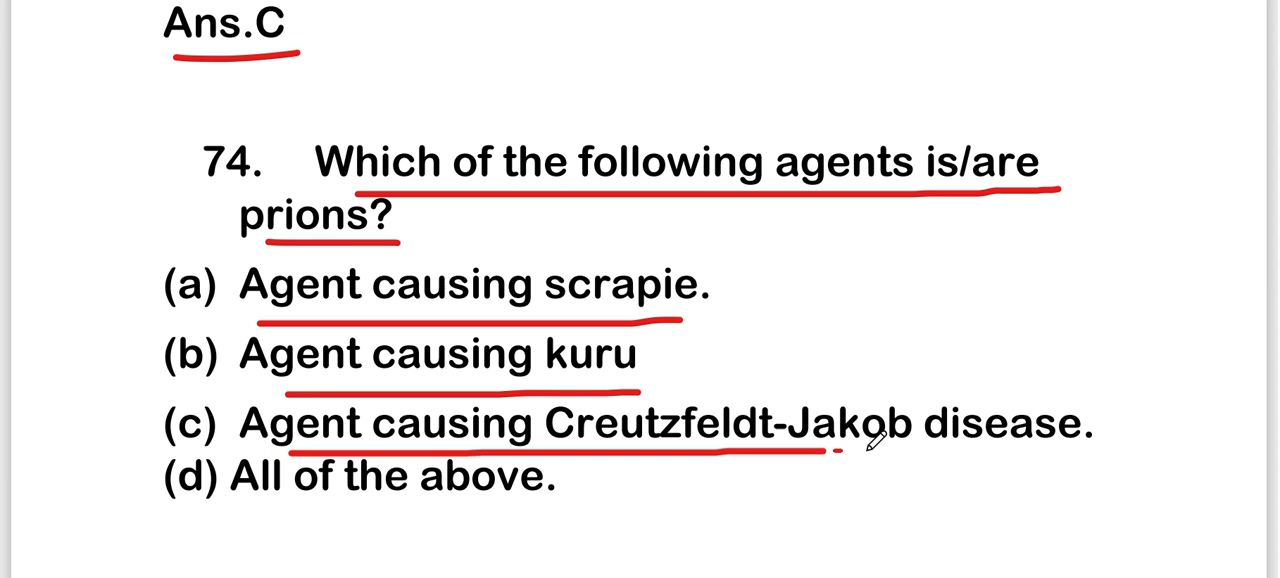 Ans.C
74. Which of the following agents is/are
prions?
(a) Agent causing scrapie.
(b) Agent causing kuru
(c) Agent causing Creutzfeldt-Jakob disease.
(d) All of the above.